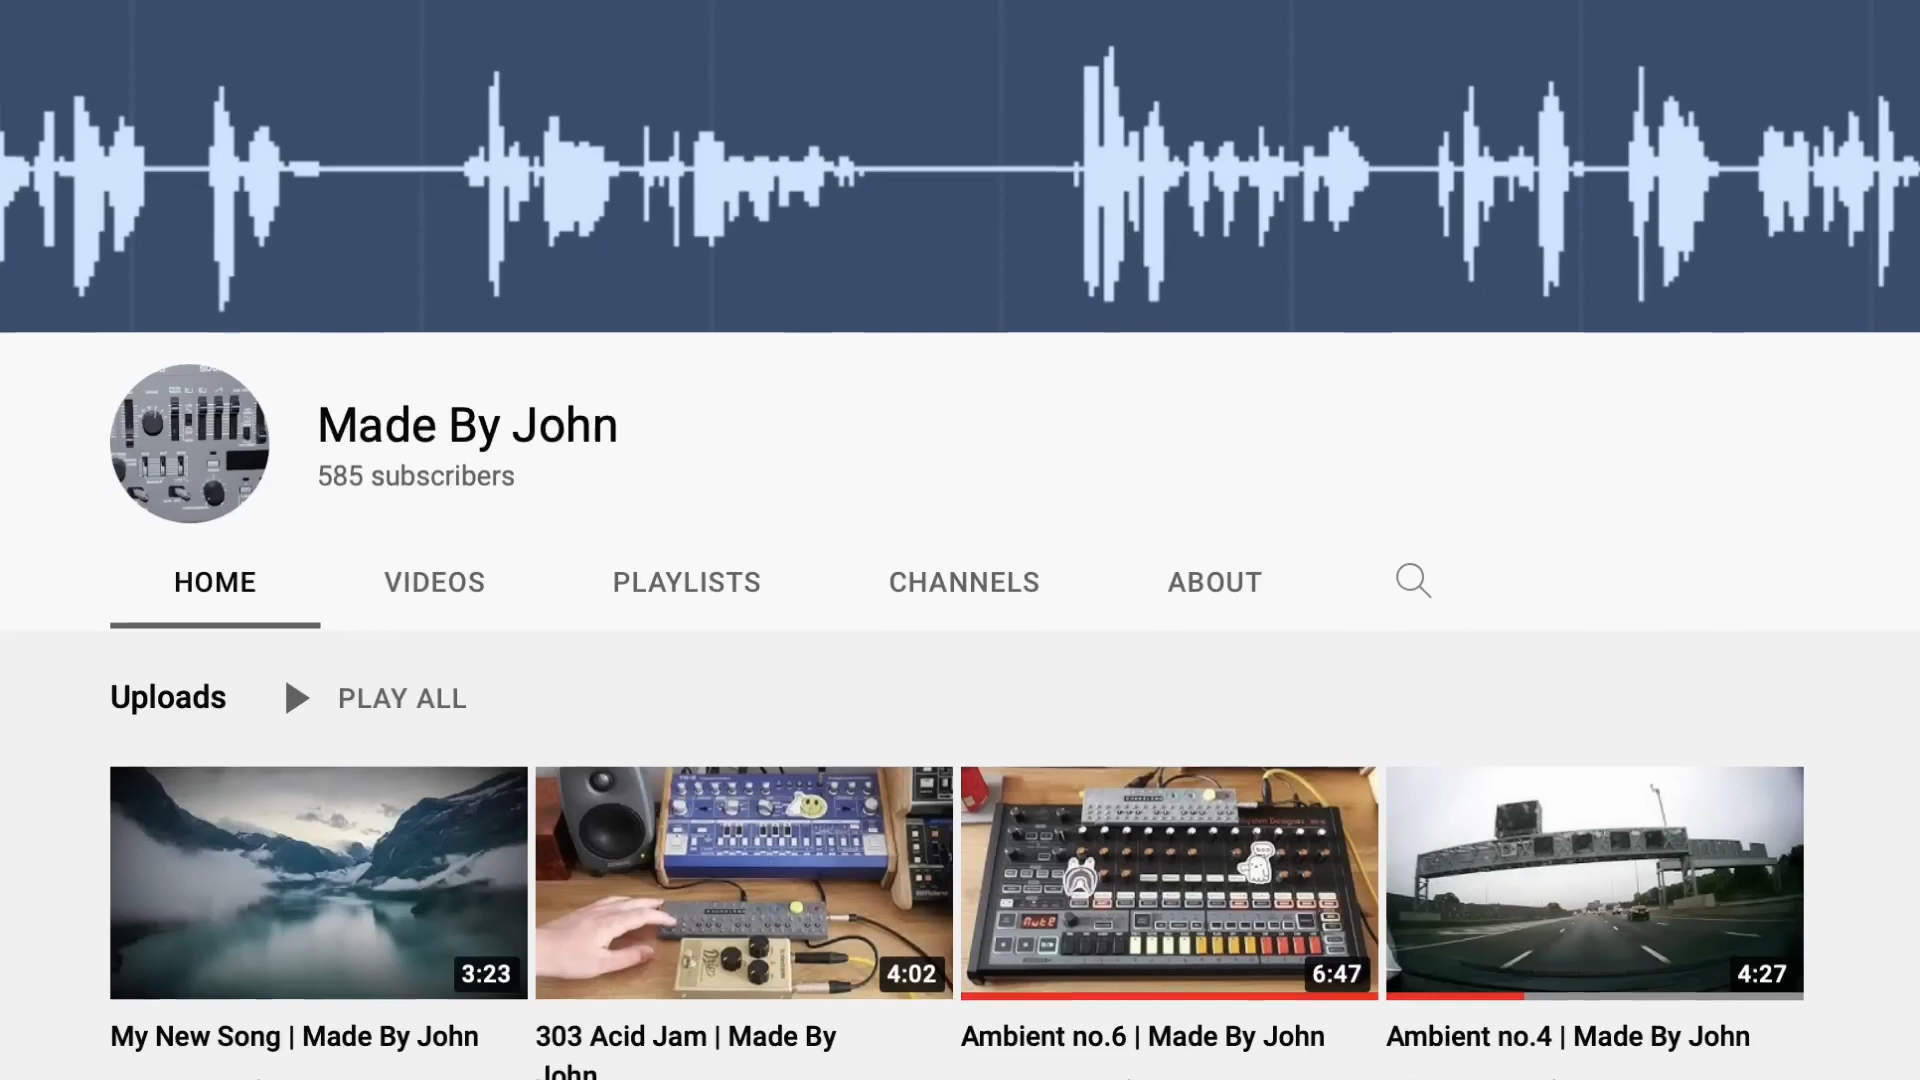 Made By John
585 subscribers
HOME VIDEOS PLAYLISTS CHANNELS ABOUT
Uploads PLAY ALL
3:23 4:02 6:47 4:27
My New Song | Made By John
303 Acid Jam | Made By
John
Ambient no.6 | Made By John
Ambient no.4 | Made By John